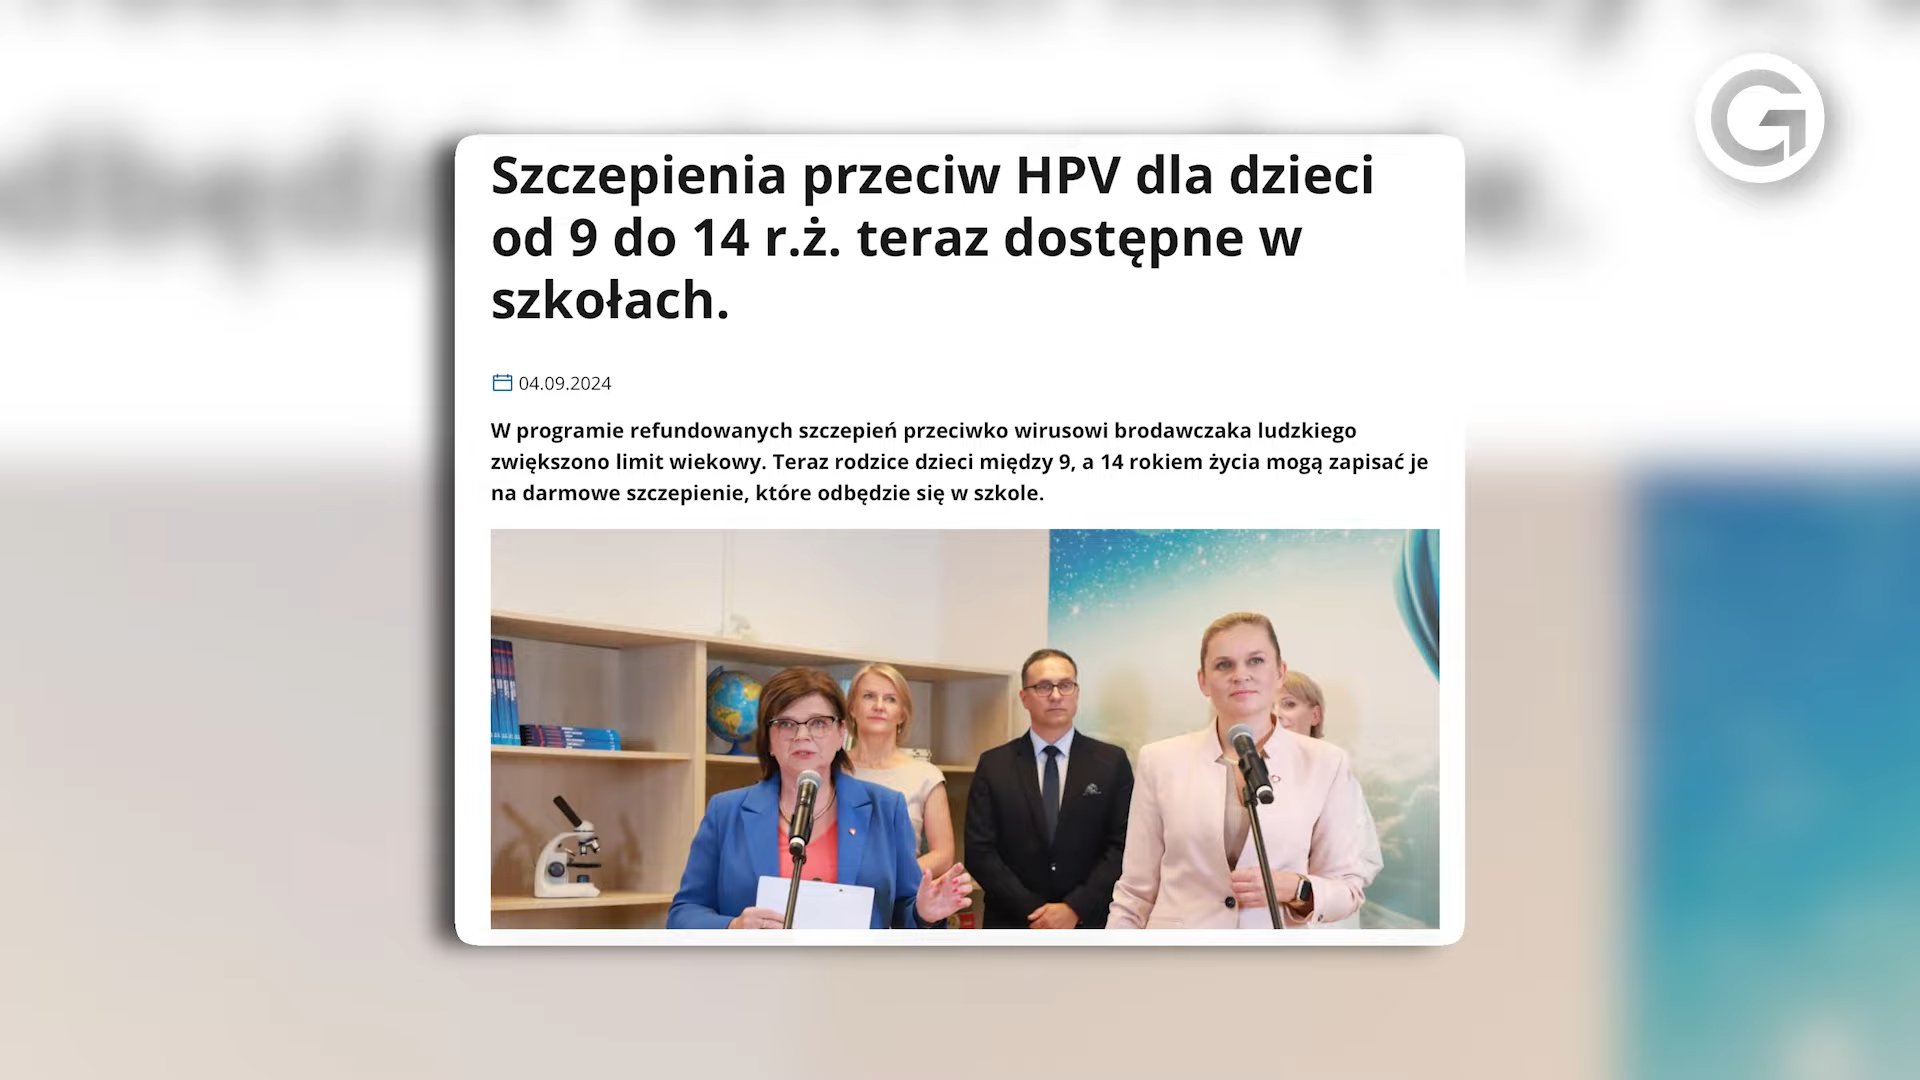 Szczepienia przeciw HPV dla dzieci
od 9 do 14 r.ż. teraz dostępne w
szkołach.
04.09.2024
W programie refundowanych szczepień przeciwko wirusowi brodawczaka ludzkiego
zwiększono limit wiekowy. Teraz rodzice dzieci między 9, a 14 rokiem życia mogą zapisać je
na darmowe szczepienie, które odbędzie się w szkole.